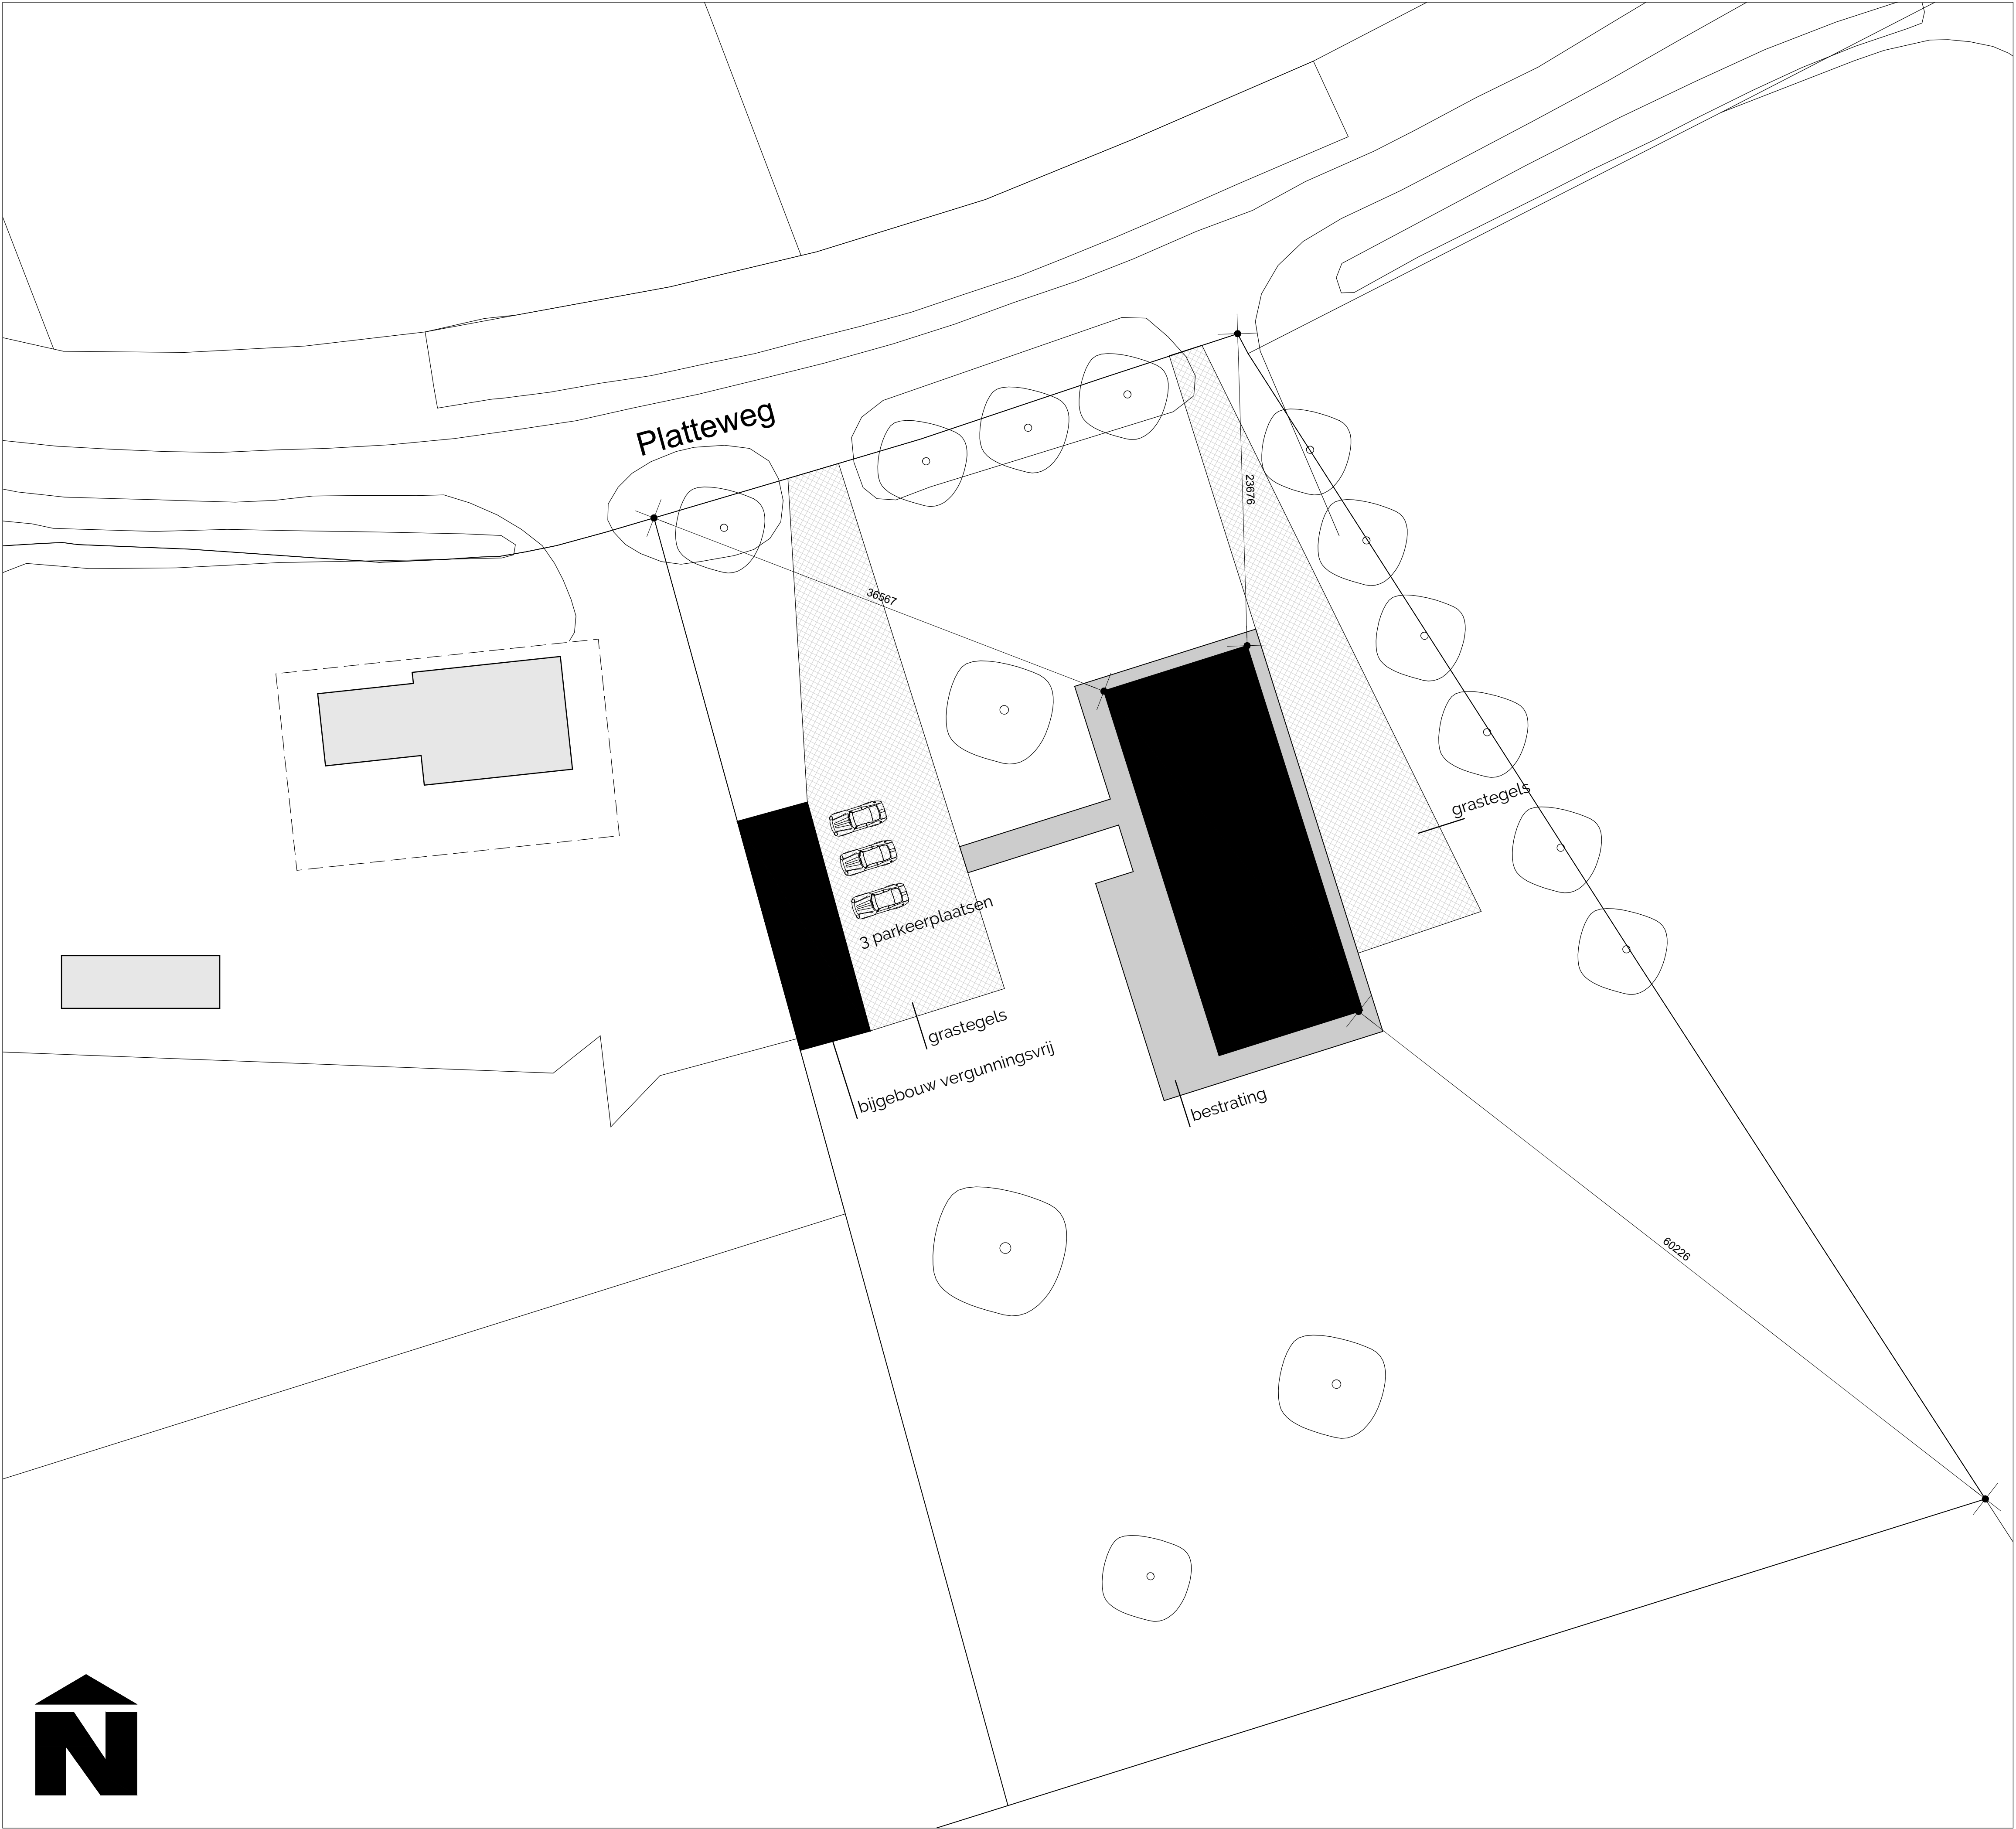 Platteweg
23676
36567
grastegels
3 parkeerplaatsen
grastegels
bijgebouw vergunningsvrij
bestrating
60226
N